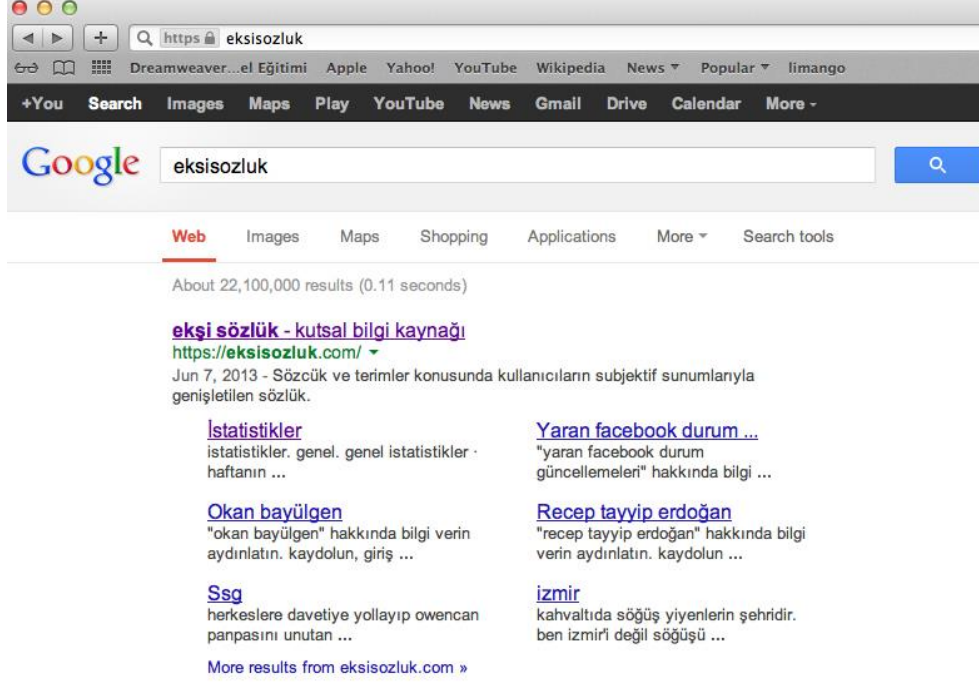 https eksisozluk
Dreamweaver...el Eğitimi Apple Yahoo! YouTube Wikipedia News Popular limango
+You Search Images Maps Play YouTube News Gmail Drive Calendar More
Google eksisozluk
Web Images Maps Shopping Applications More Search tools
About 22,100,000 results (0.11 seconds)
ekşi sözlük - kutsal bilgi kaynağı
https://eksisozluk.com/
Jun 7, 2013 - Sözcük ve terimler konusunda kullanıcıların subjektif sunumlarıyla
genişletilen sözlük.
İstatistikler
istatistikler. genel. genel istatistikler ·
haftanın ...
Yaran facebook durum ...
"yaran facebook durum
güncellemeleri" hakkında bilgi ...
Okan bayülgen
"okan bayülgen" hakkında bilgi verin
aydınlatın. kaydolun, giriş ...
Recep tayyip erdoğan
"recep tayyip erdoğan" hakkında bilgi
verin aydınlatın. kaydolun ...
Ssg
herkeslere davetiye yollayıp owencan
panpasını unutan ...
izmir
kahvaltıda söğüş yiyenlerin şehridir.
ben izmir'i değil söğüşü ...
More results from eksisozluk.com »